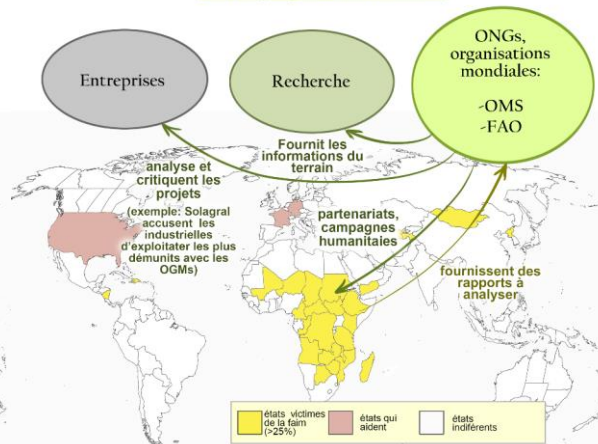 Entreprises
Recherche
ONGs,
organisations
mondiales:
-OMS
-FAO
Fournit les
informations du
terrain
analyse et
critiquent les
projets
(exemple: Solagral
accusent les
industrielles
d'exploitater les plus
démunits avec les
OGMs)
partenariats,
campagnes
humanitaies
fournissent des
rapports à
analyser
états victimes
de la faim
(>25%)
états qui
aident
états
indiférents